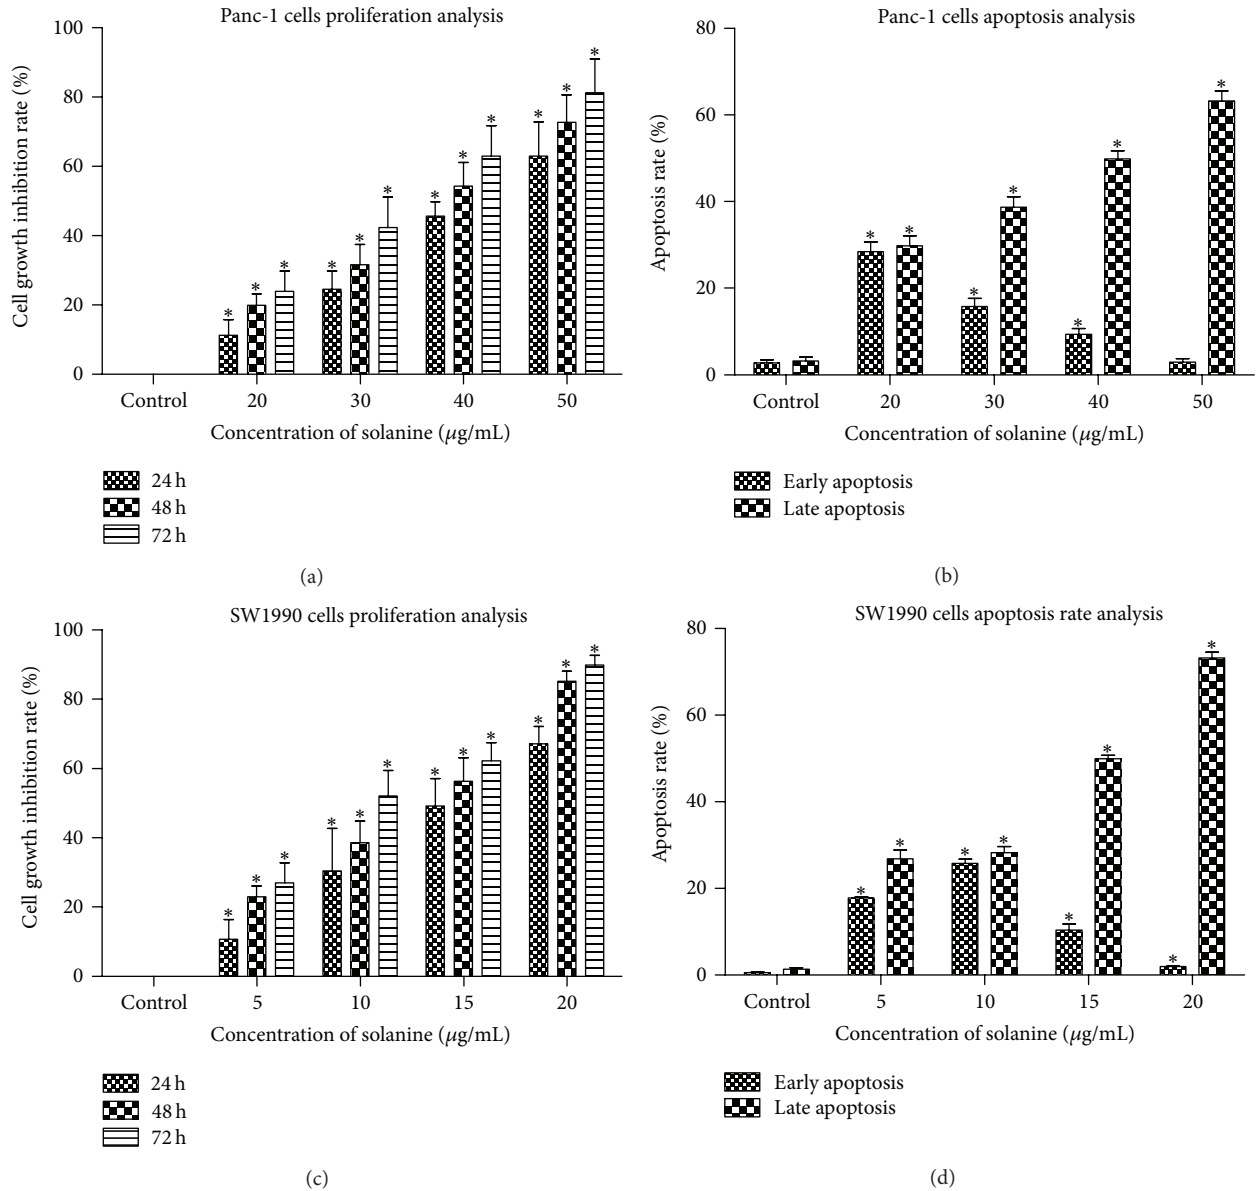 Panc-1 cells proliferation analysis
Cell growth inhibition rate (%)
100
80
60
40
20
0
* * * * * * * * * * * *
Control 20 30 40 50
Concentration of solanine (μg/mL)
24 h
48 h
72 h
(a)
Panc-1 cells apoptosis analysis
Apoptosis rate (%)
80
60
40
20
0
* * * * * * *
Control 20 30 40 50
Concentration of solanine (μg/mL)
Early apoptosis
Late apoptosis
(b)
SW1990 cells proliferation analysis
Cell growth inhibition rate (%)
100
80
60
40
20
0
* * * * * * * * * * * *
Control 5 10 15 20
Concentration of solanine (μg/mL)
24 h
48 h
72 h
(c)
SW1990 cells apoptosis rate analysis
Apoptosis rate (%)
80
60
40
20
0
* * * * * * * *
Control 5 10 15 20
Concentration of solanine (μg/mL)
Early apoptosis
Late apoptosis
(d)